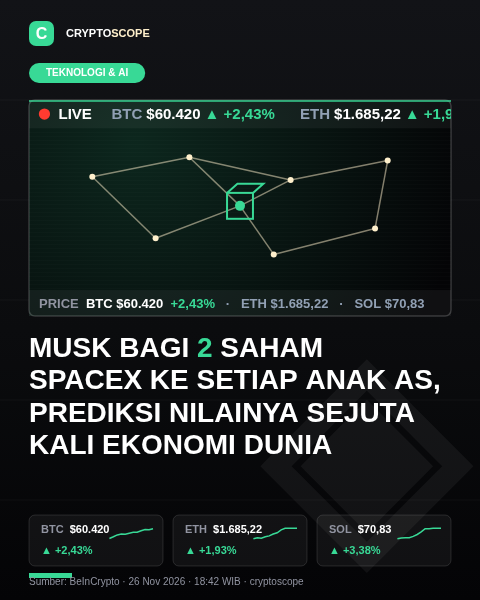 C CRYPTOSCOPE
TEKNOLOGI & AI
LIVE BTC $60.420 ▲ +2,43% ETH $1.685,22 ▲ +1,9
PRICE BTC $60.420 +2,43% · ETH $1.685,22 · SOL $70,83
MUSK BAGI 2 SAHAM
SPACEX KE SETIAP ANAK AS,
PREDIKSI NILAINYA SEJUTA
KALI EKONOMI DUNIA
BTC $60.420 ETH $1.685,22 SOL $70,83
▲ +2,43% ▲ +1,93% ▲ +3,38%
Sumber: BeInCrypto · 26 Nov 2026 · 18:42 WIB · cryptoscope